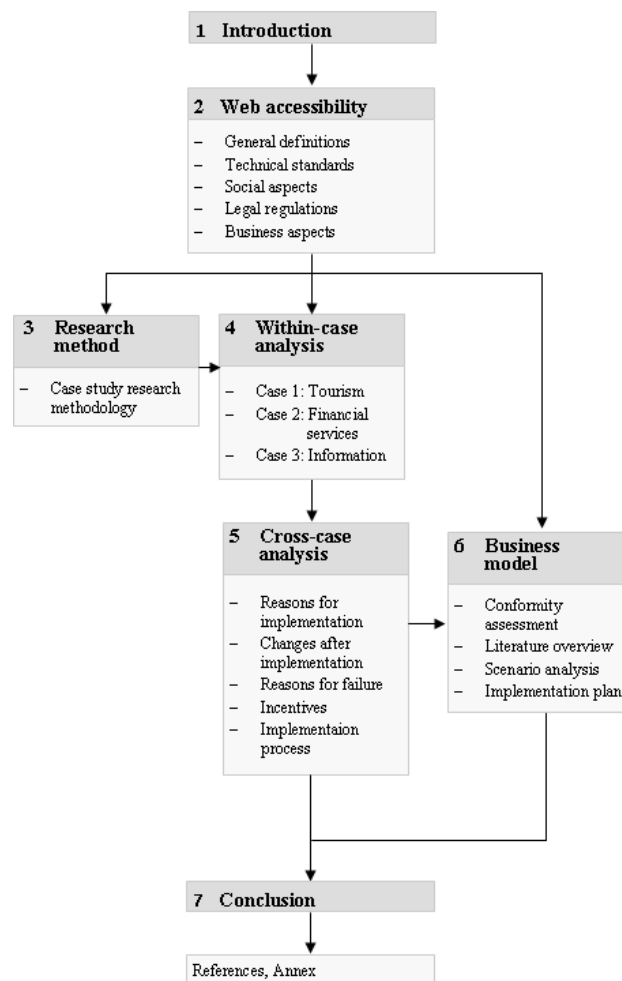 1 Introduction
2 Web accessibility
– General definitions
– Technical standards
– Social aspects
– Legal regulations
– Business aspects
3 Research
method
– Case study research
methodology
4 Within-case
analysis
– Case 1: Tourism
– Case 2: Financial
services
– Case 3: Information
5 Cross-case
analysis
– Reasons for
implementation
– Changes after
implementation
– Reasons for failure
– Incentives
– Implementaion
process
6 Business
model
– Conformity
assessment
– Literature overview
– Scenario analysis
– Implementation plan
7 Conclusion
References, Annex